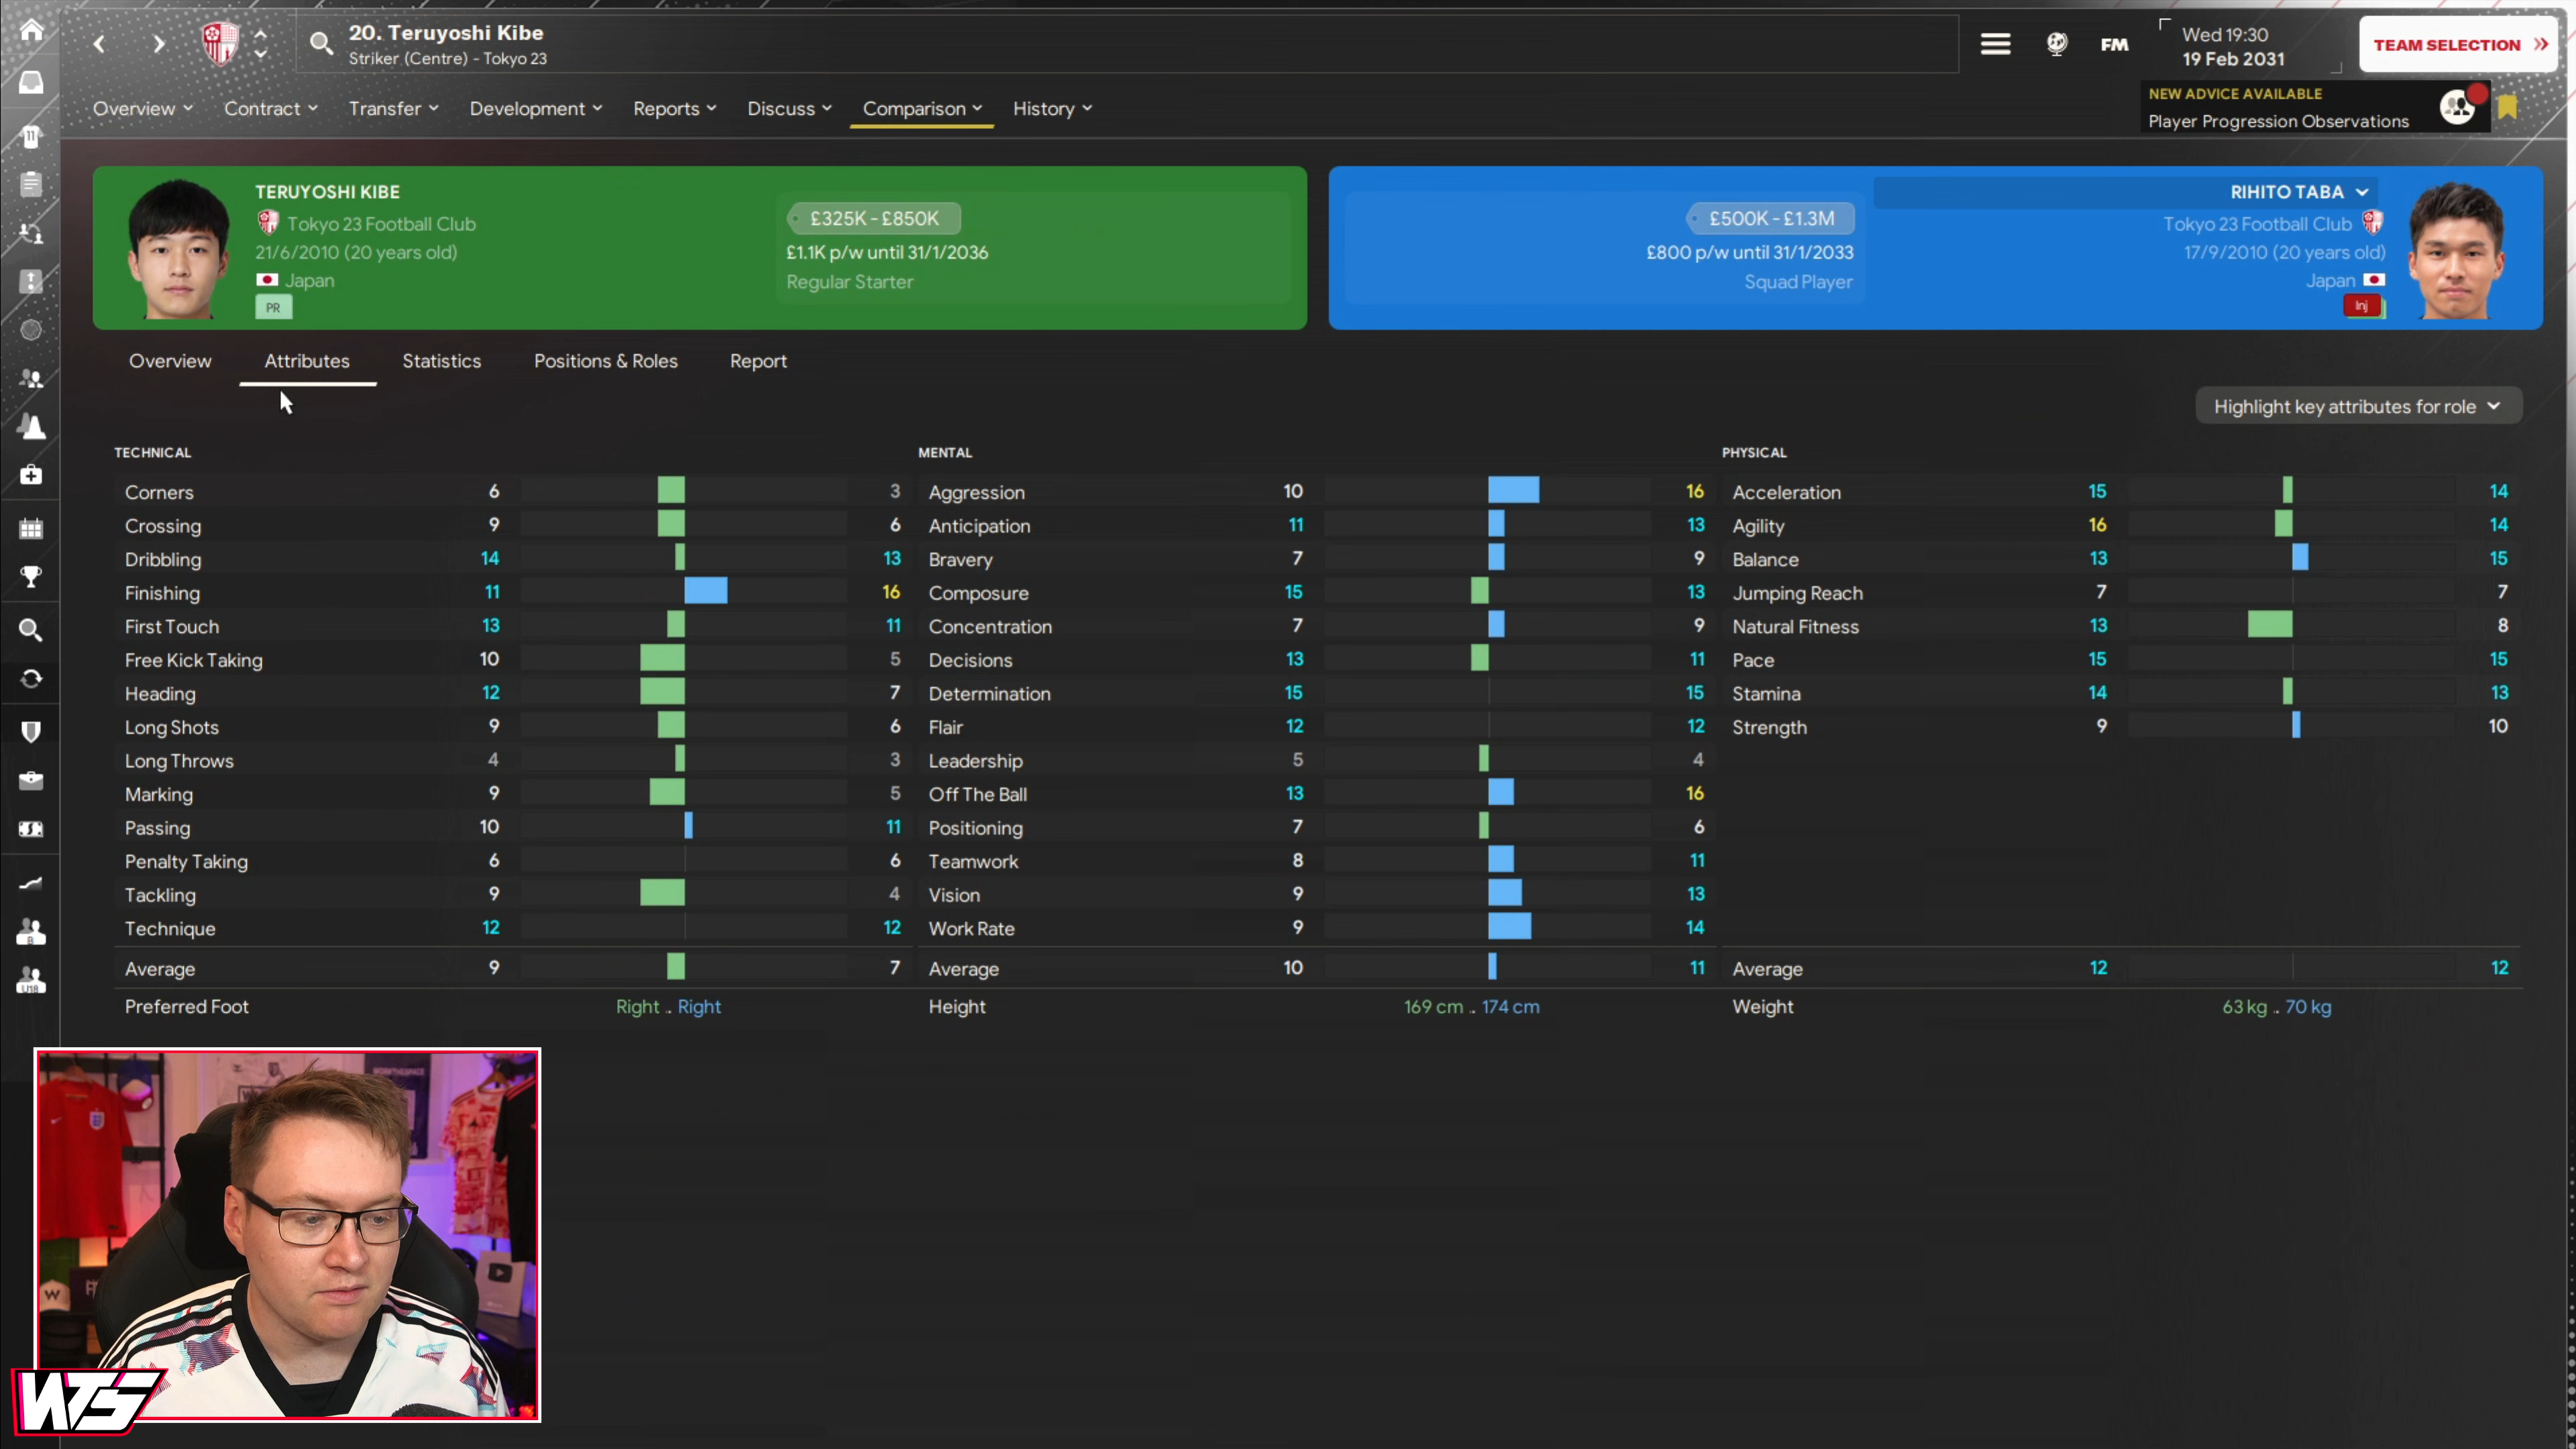 20. Teruyoshi Kibe
Striker (Centre) - Tokyo 23
FM
Wed 19:30
19 Feb 2031
TEAM SELECTION
Overview Contract Transfer Development Reports Discuss Comparison History
NEW ADVICE AVAILABLE
Player Progression Observations
TERUYOSHI KIBE
Tokyo 23 Football Club
21/6/2010 (20 years old)
Japan
PR
£325K - £850K
£1.1K p/w until 31/1/2036
Regular Starter
£500K - £1.3M
£800 p/w until 31/1/2033
Squad Player
RIHITO TABA
Tokyo 23 Football Club
17/9/2010 (20 years old)
Japan
Inj
Overview Attributes Statistics Positions & Roles Report
Highlight key attributes for role
TECHNICAL
Corners 6 3
Crossing 9 6
Dribbling 14 13
Finishing 11 16
First Touch 13 11
Free Kick Taking 10 5
Heading 12 7
Long Shots 9 6
Long Throws 4 3
Marking 9 5
Passing 10 11
Penalty Taking 6 6
Tackling 9 4
Technique 12 12
Average 9 7
Preferred Foot Right .. Right
MENTAL
Aggression 10 16
Anticipation 11 13
Bravery 7 9
Composure 15 13
Concentration 7 9
Decisions 13 11
Determination 15 15
Flair 12 12
Leadership 5 4
Off The Ball 13 16
Positioning 7 6
Teamwork 8 11
Vision 9 13
Work Rate 9 14
Average 10 11
Height 169 cm .. 174 cm
PHYSICAL
Acceleration 15 14
Agility 16 14
Balance 13 15
Jumping Reach 7 7
Natural Fitness 13 8
Pace 15 15
Stamina 14 13
Strength 9 10
Average 12 12
Weight 63 kg .. 70 kg
11
B
U18
W
WTS